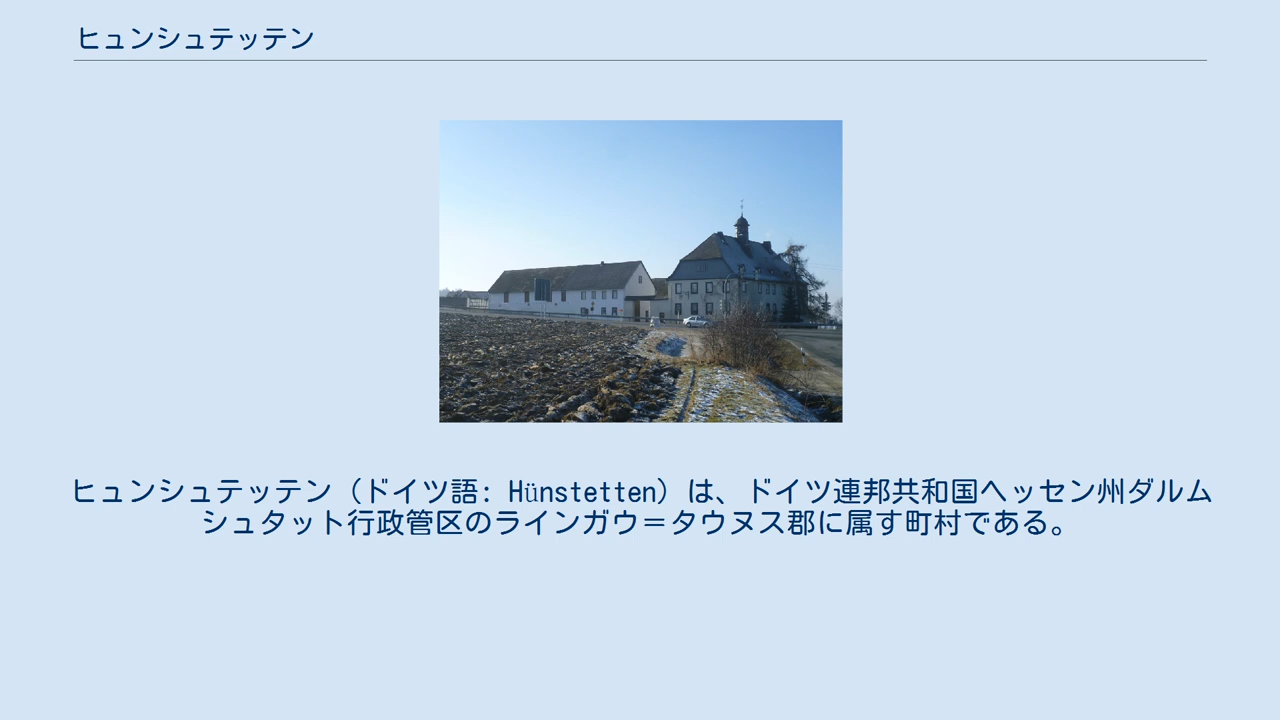 ヒュンシュテッテン
ヒュンシュテッテン（ドイツ語: Hünstetten）は、ドイツ連邦共和国ヘッセン州ダルム
シュタット行政管区のラインガウ＝タウヌス郡に属す町村である。